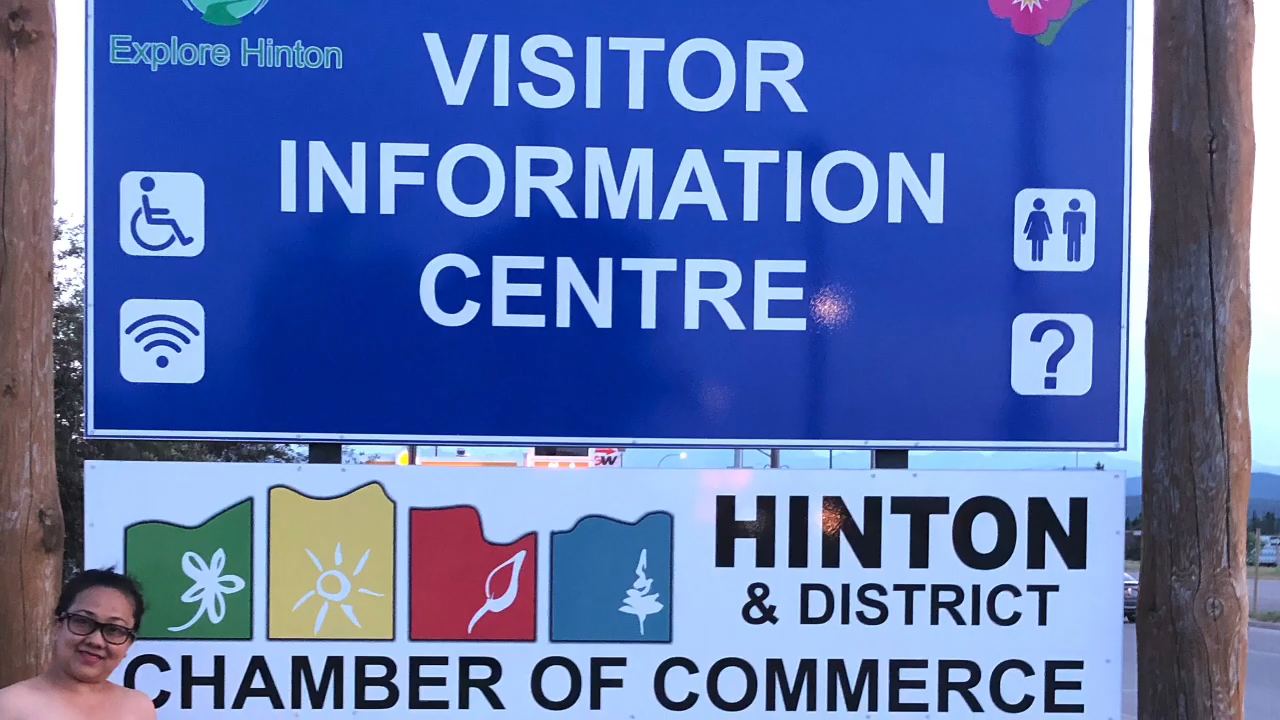 Explore Hinton
VISITOR
INFORMATION
CENTRE
?
W
HINTON
& DISTRICT
CHAMBER OF COMMERCE